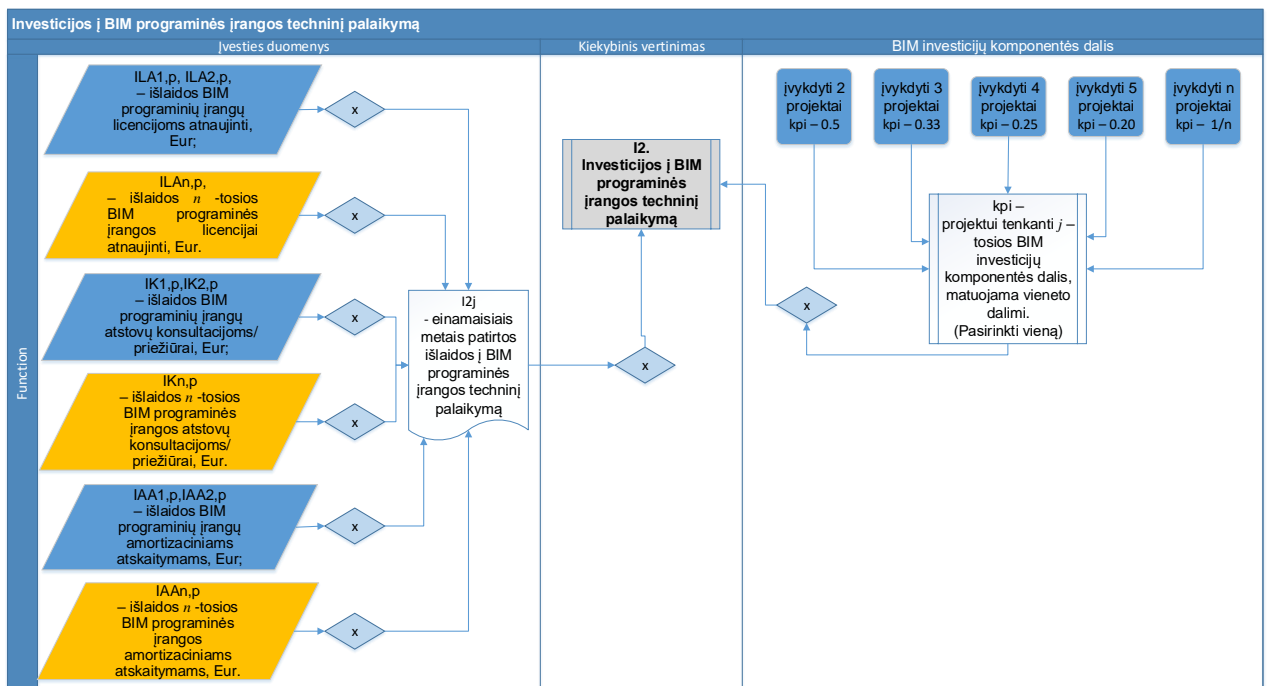 Investicijos į BIM programinės įrangos techninį palaikymą
Įvesties duomenys
Kiekybinis vertinimas
BIM investicijų komponentės dalis
Function
ILA1,p, ILA2,p,
– išlaidos BIM
programinių įrangų
licencijoms atnaujinti,
Eur;
x
ILAn,p,
– išlaidos n -tosios
BIM programinės
įrangos licencijai
atnaujinti, Eur.
x
IK1,p,IK2,p
– išlaidos BIM
programinių įrangų
atstovų konsultacijoms/
priežiūrai, Eur;
x
IKn,p
– išlaidos n -tosios
BIM programinės
įrangos atstovų
konsultacijoms/
priežiūrai, Eur.
x
IAA1,p,IAA2,p
– išlaidos BIM
programinių įrangų
amortizaciniams
atskaitymams, Eur;
x
IAAn,p
– išlaidos n -tosios
BIM programinės
įrangos
amortizaciniams
atskaitymams, Eur.
x
I2j
- einamaisiais
metais patirtos
išlaidos į BIM
programinės
įrangos techninį
palaikymą
I2.
Investicijos į BIM
programinės
įrangos techninį
palaikymą
x
įvykdyti 2
projektai
kpi – 0.5
įvykdyti 3
projektai
kpi – 0.33
įvykdyti 4
projektai
kpi – 0.25
įvykdyti 5
projektai
kpi – 0.20
įvykdyti n
projektai
kpi – 1/n
kpi –
projektui tenkanti j –
tosios BIM
investicijų
komponentės dalis,
matuojama vieneto
dalimi.
(Pasirinkti vieną)
x